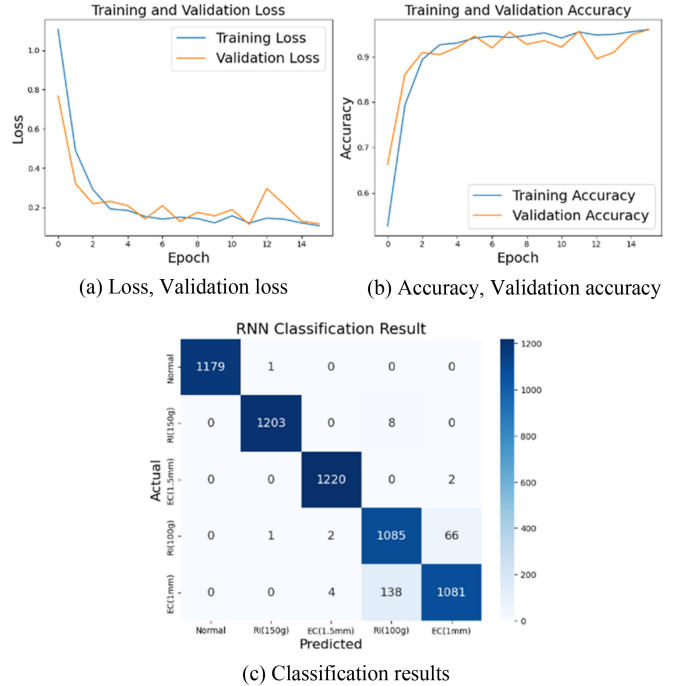 Training and Validation Loss
Training Loss
Validation Loss
1.0
0.8
0.6
0.4
0.2
0 2 4 6 8 10 12 14
Loss
Epoch
(a) Loss, Validation loss
Training and Validation Accuracy
0.9
0.8
0.7
0.6
Training Accuracy
Validation Accuracy
0 2 4 6 8 10 12 14
Accuracy
Epoch
(b) Accuracy, Validation accuracy
RNN Classification Result
Normal 1179 1 0 0 0
RI(150g) 0 1203 0 8 0
EC(1.5mm) 0 0 1220 0 2
RI(100g) 0 1 2 1085 66
EC(1mm) 0 0 4 138 1081
Actual
Normal RI(150g) EC(1.5mm) RI(100g) EC(1mm)
Predicted
1200
1000
800
600
400
200
0
(c) Classification results